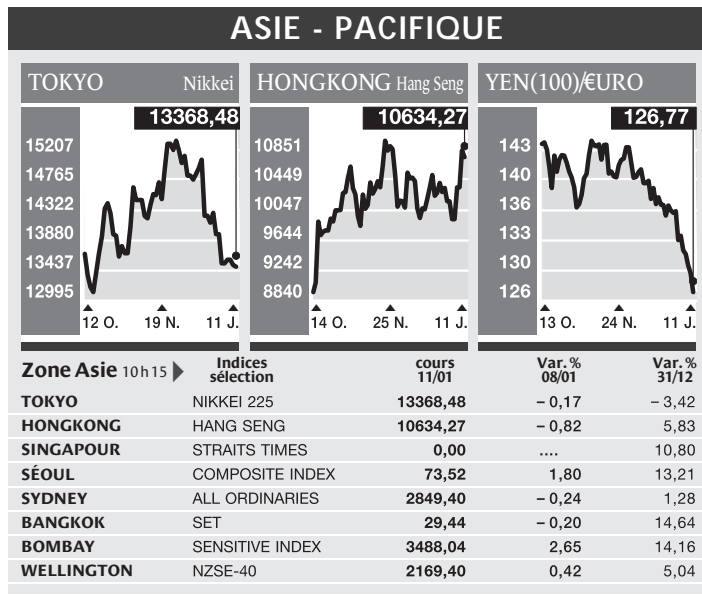 ASIE - PACIFIQUE
TOKYO Nikkei
13368,48
15207
14765
14322
13880
13437
12995
12 O. 19 N. 11 J.
HONGKONG Hang Seng
10634,27
10851
10449
10047
9644
9242
8840
14 O. 25 N. 11 J.
YEN(100)/€URO
126,77
143
140
136
133
130
126
13 O. 24 N. 11 J.
Zone Asie 10h15 Indices sélection cours 11/01 Var. % 08/01 Var. % 31/12
TOKYO NIKKEI 225 13368,48 – 0,17 – 3,42
HONGKONG HANG SENG 10634,27 – 0,82 5,83
SINGAPOUR STRAITS TIMES 0,00 .... 10,80
SÉOUL COMPOSITE INDEX 73,52 1,80 13,21
SYDNEY ALL ORDINARIES 2849,40 – 0,24 1,28
BANGKOK SET 29,44 – 0,20 14,64
BOMBAY SENSITIVE INDEX 3488,04 2,65 14,16
WELLINGTON NZSE-40 2169,40 0,42 5,04